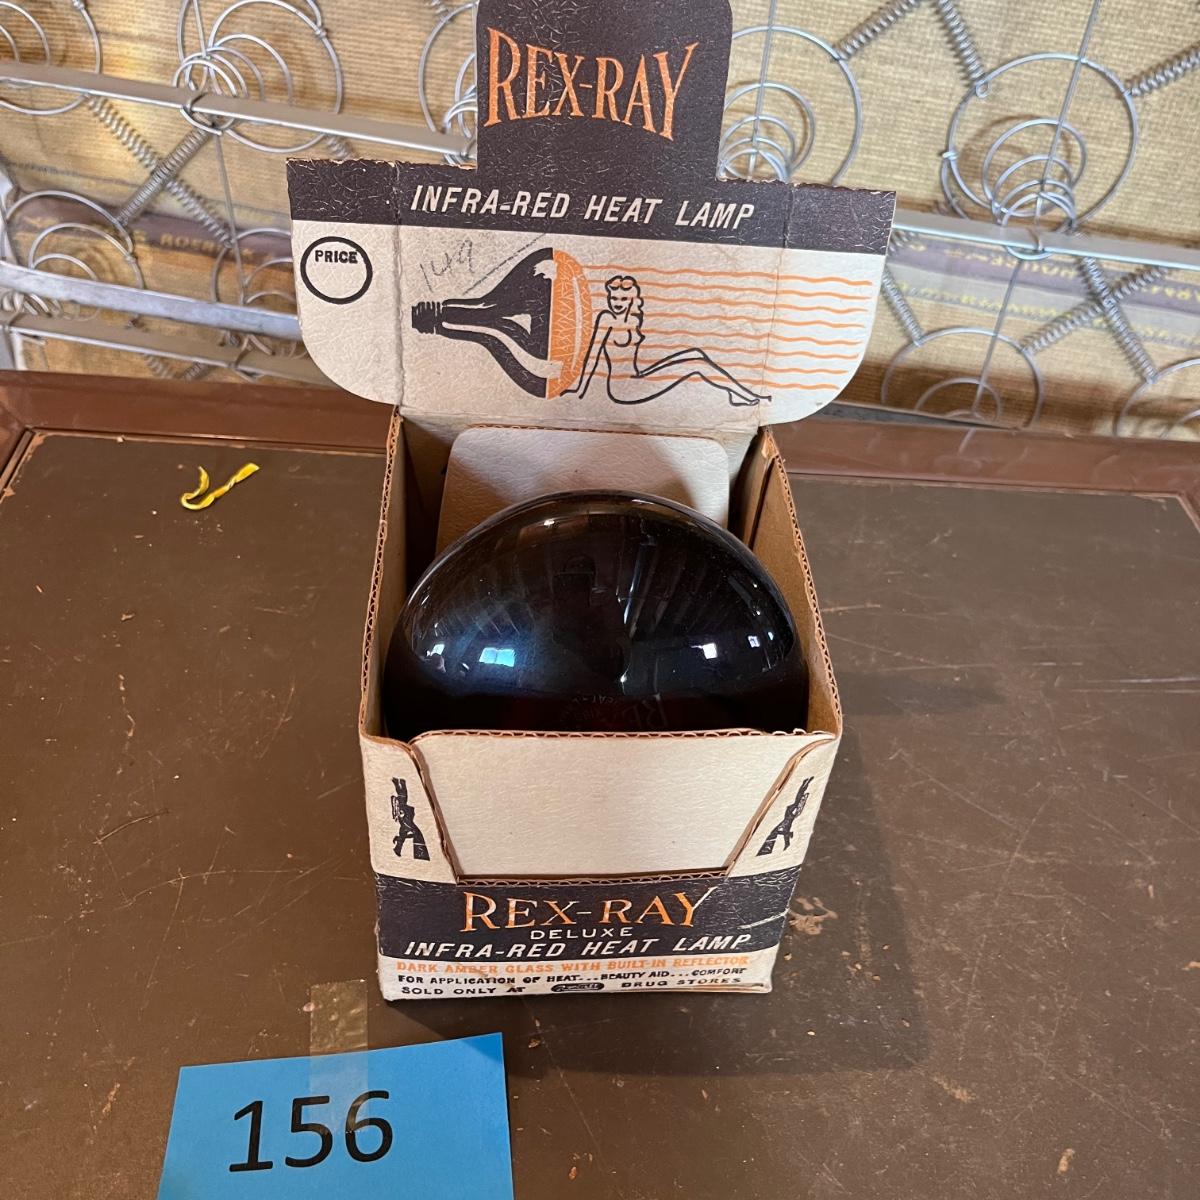 REX-RAY
INFRA-RED HEAT LAMP
PRICE
149
REX-RAY
DELUXE
INFRA-RED HEAT LAMP
DARK AMBER GLASS WITH BUILT-IN REFLECTOR
FOR APPLICATION OF HEAT...BEAUTY AID...COMFORT
SOLD ONLY AT Rexall DRUG STORES
156